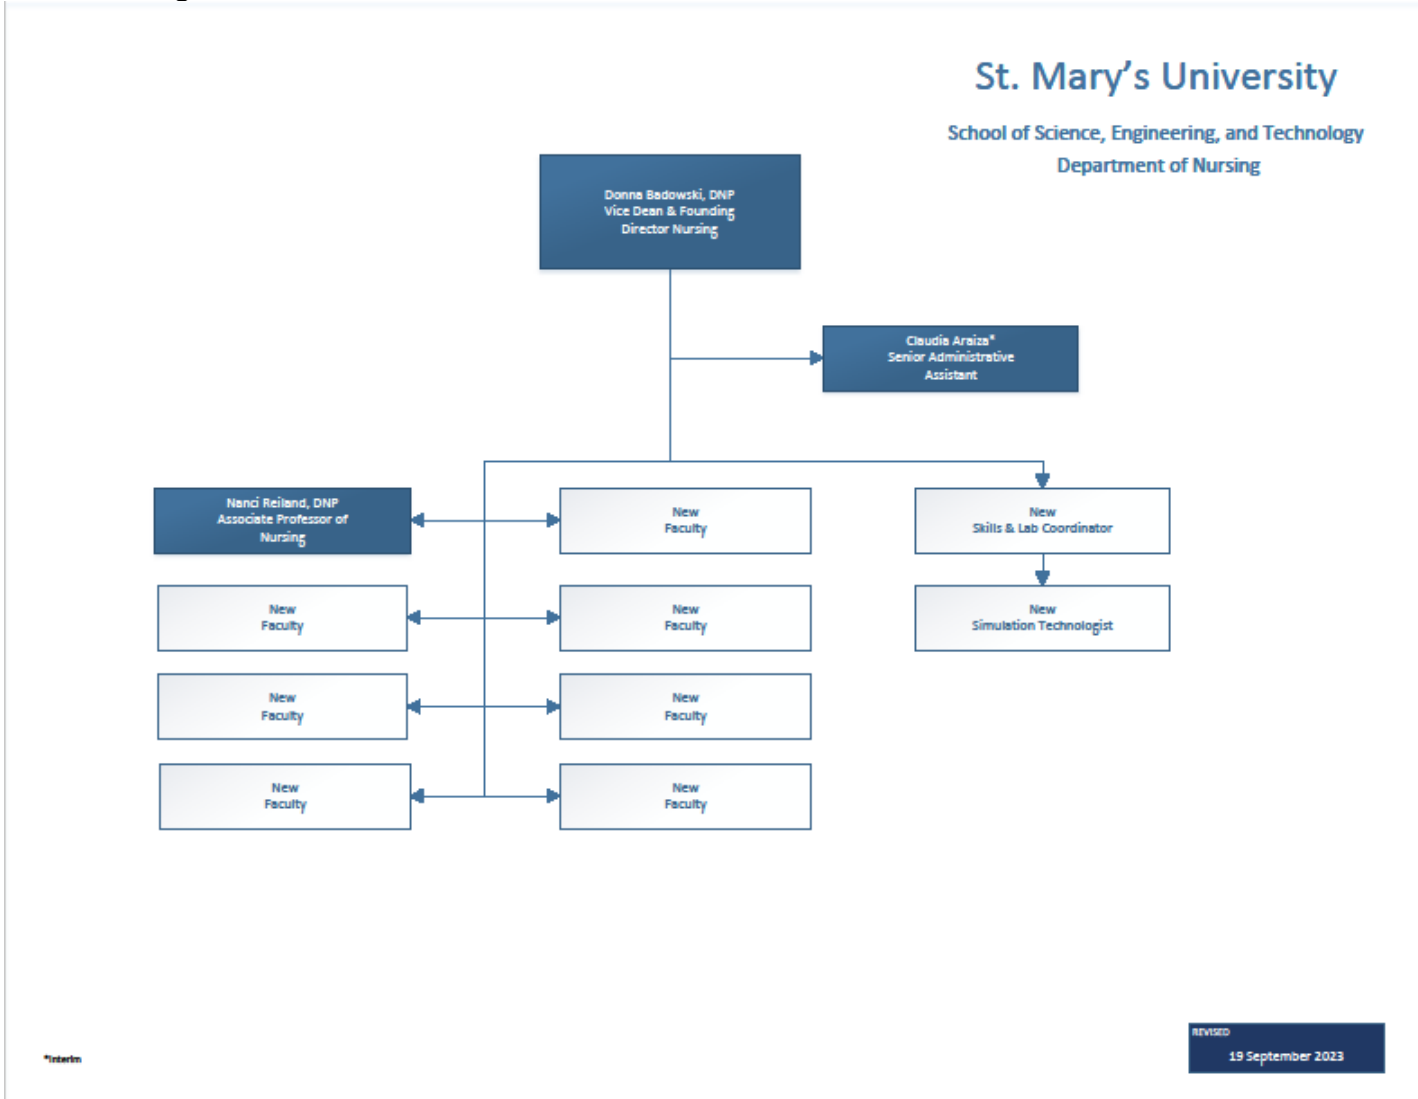 St. Mary’s University
School of Science, Engineering, and Technology
Department of Nursing
Donna Badowski, DNP
Vice Dean & Founding
Director Nursing
Claudia Araiza*
Senior Administrative
Assistant
Nanci Reiland, DNP
Associate Professor of
Nursing
New
Faculty
New
Skills & Lab Coordinator
New
Faculty
New
Faculty
New
Simulation Technologist
New
Faculty
New
Faculty
New
Faculty
New
Faculty
*Interim
REVISED
19 September 2023